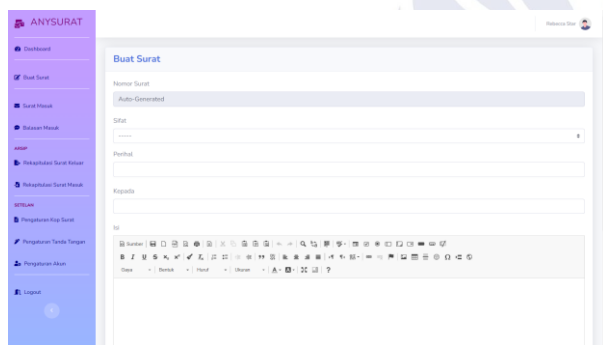 ANYSURAT
Rebecca Star
Dashboard
Buat Surat
Surat Masuk
Balasan Masuk
ARSIP
Rekapitulasi Surat Keluar
Rekapitulasi Surat Masuk
SETELAN
Pengaturan Kop Surat
Pengaturan Tanda Tangan
Pengaturan Akun
Logout
Buat Surat
Nomor Surat
Auto-Generated
Sifat
------
Perihal
Kepada
Isi
Sumber
Gaya Bentuk Huruf Ukuran